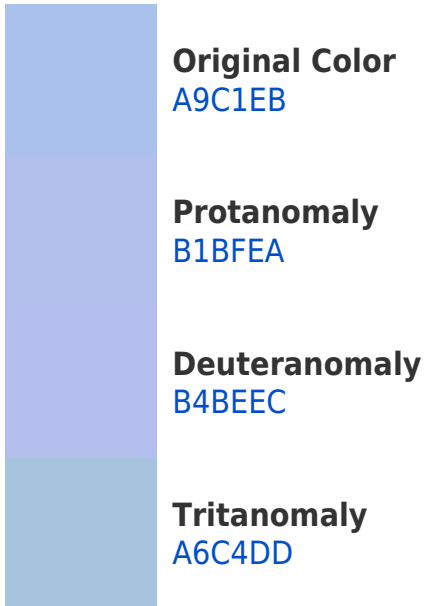 Original Color
A9C1EB
Protanomaly
B1BFEA
Deuteranomaly
B4BEEC
Tritanomaly
A6C4DD